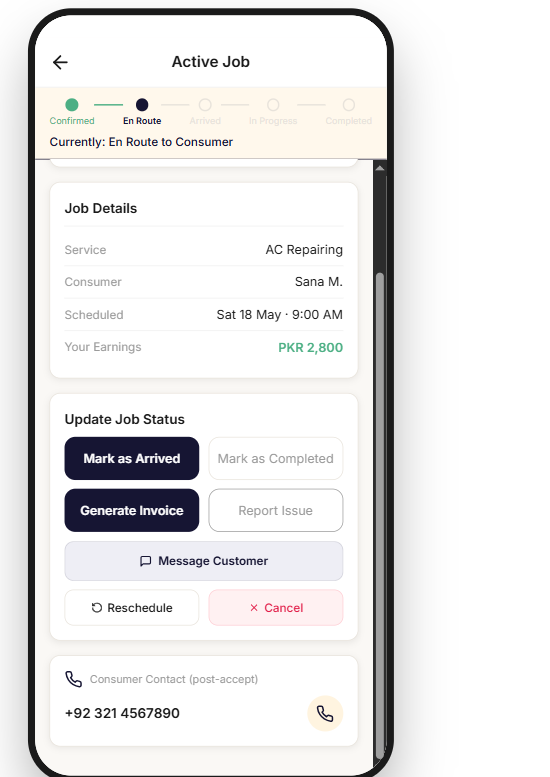 Active Job
Confirmed En Route Arrived In Progress Completed
Currently: En Route to Consumer
Job Details
Service AC Repairing
Consumer Sana M.
Scheduled Sat 18 May · 9:00 AM
Your Earnings PKR 2,800
Update Job Status
Mark as Arrived Mark as Completed
Generate Invoice Report Issue
Message Customer
Reschedule Cancel
Consumer Contact (post-accept)
+92 321 4567890